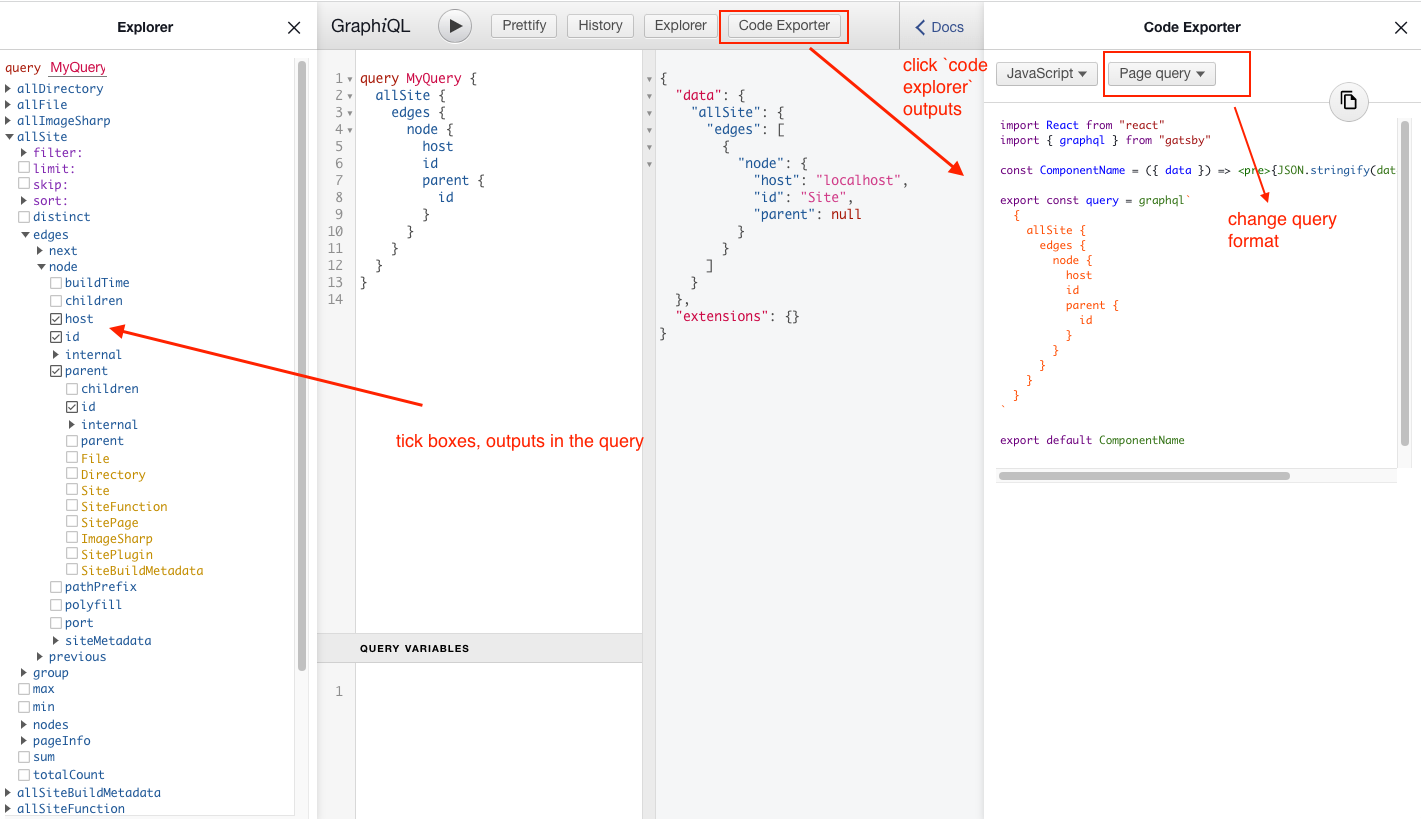 Explorer
query MyQuery
allDirectory
allFile
allImageSharp
allSite
filter:
limit:
skip:
sort:
distinct
edges
next
node
buildTime
children
host
id
internal
parent
children
id
internal
parent
File
Directory
Site
SiteFunction
SitePage
ImageSharp
SitePlugin
SiteBuildMetadata
pathPrefix
polyfill
port
siteMetadata
previous
group
max
min
nodes
pageInfo
sum
totalCount
allSiteBuildMetadata
allSiteFunction
GraphiQL
Prettify
History
Explorer
Code Exporter
Docs
1 query MyQuery {
2 allSite {
3 edges {
4 node {
5 host
6 id
7 parent {
8 id
9 }
10 }
11 }
12 }
13 }
14
tick boxes, outputs in the query
QUERY VARIABLES
1
{
"data": {
"allSite": {
"edges": [
{
"node": {
"host": "localhost",
"id": "Site",
"parent": null
}
}
]
}
},
"extensions": {}
}
click `code
explorer`
outputs
Code Exporter
JavaScript
Page query
import React from "react"
import { graphql } from "gatsby"
const ComponentName = ({ data }) => <pre>{JSON.stringify(dat
export const query = graphql`
{
allSite {
edges {
node {
host
id
parent {
id
}
}
}
}
}
`
export default ComponentName
change query
format